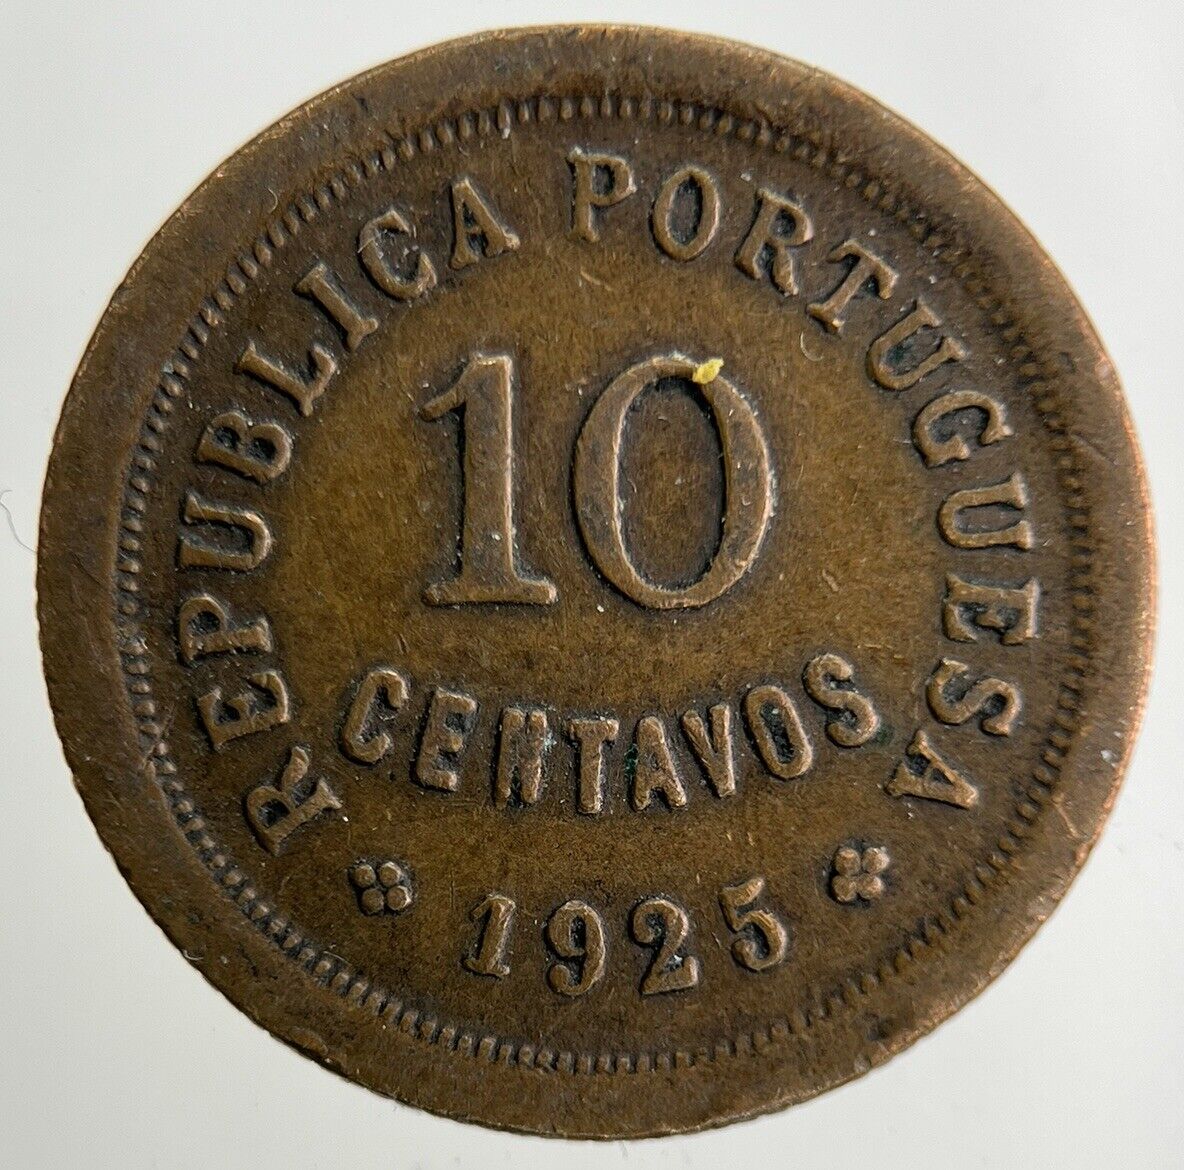 REPUBLICA PORTUGUESA
10
CENTAVOS
1925